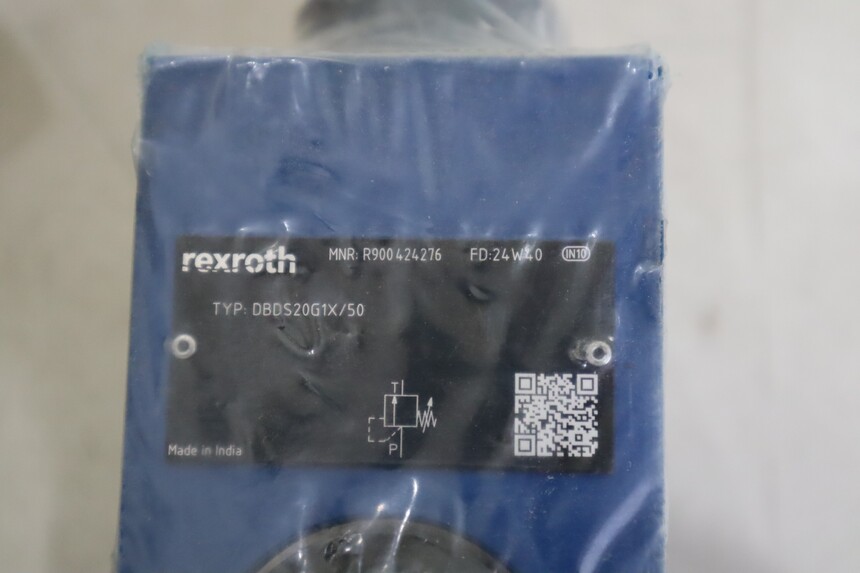 rexroth MNR: R900424276 FD:24W40 IN10
TYP: DBDS20G1X/50
T
P
Made in India